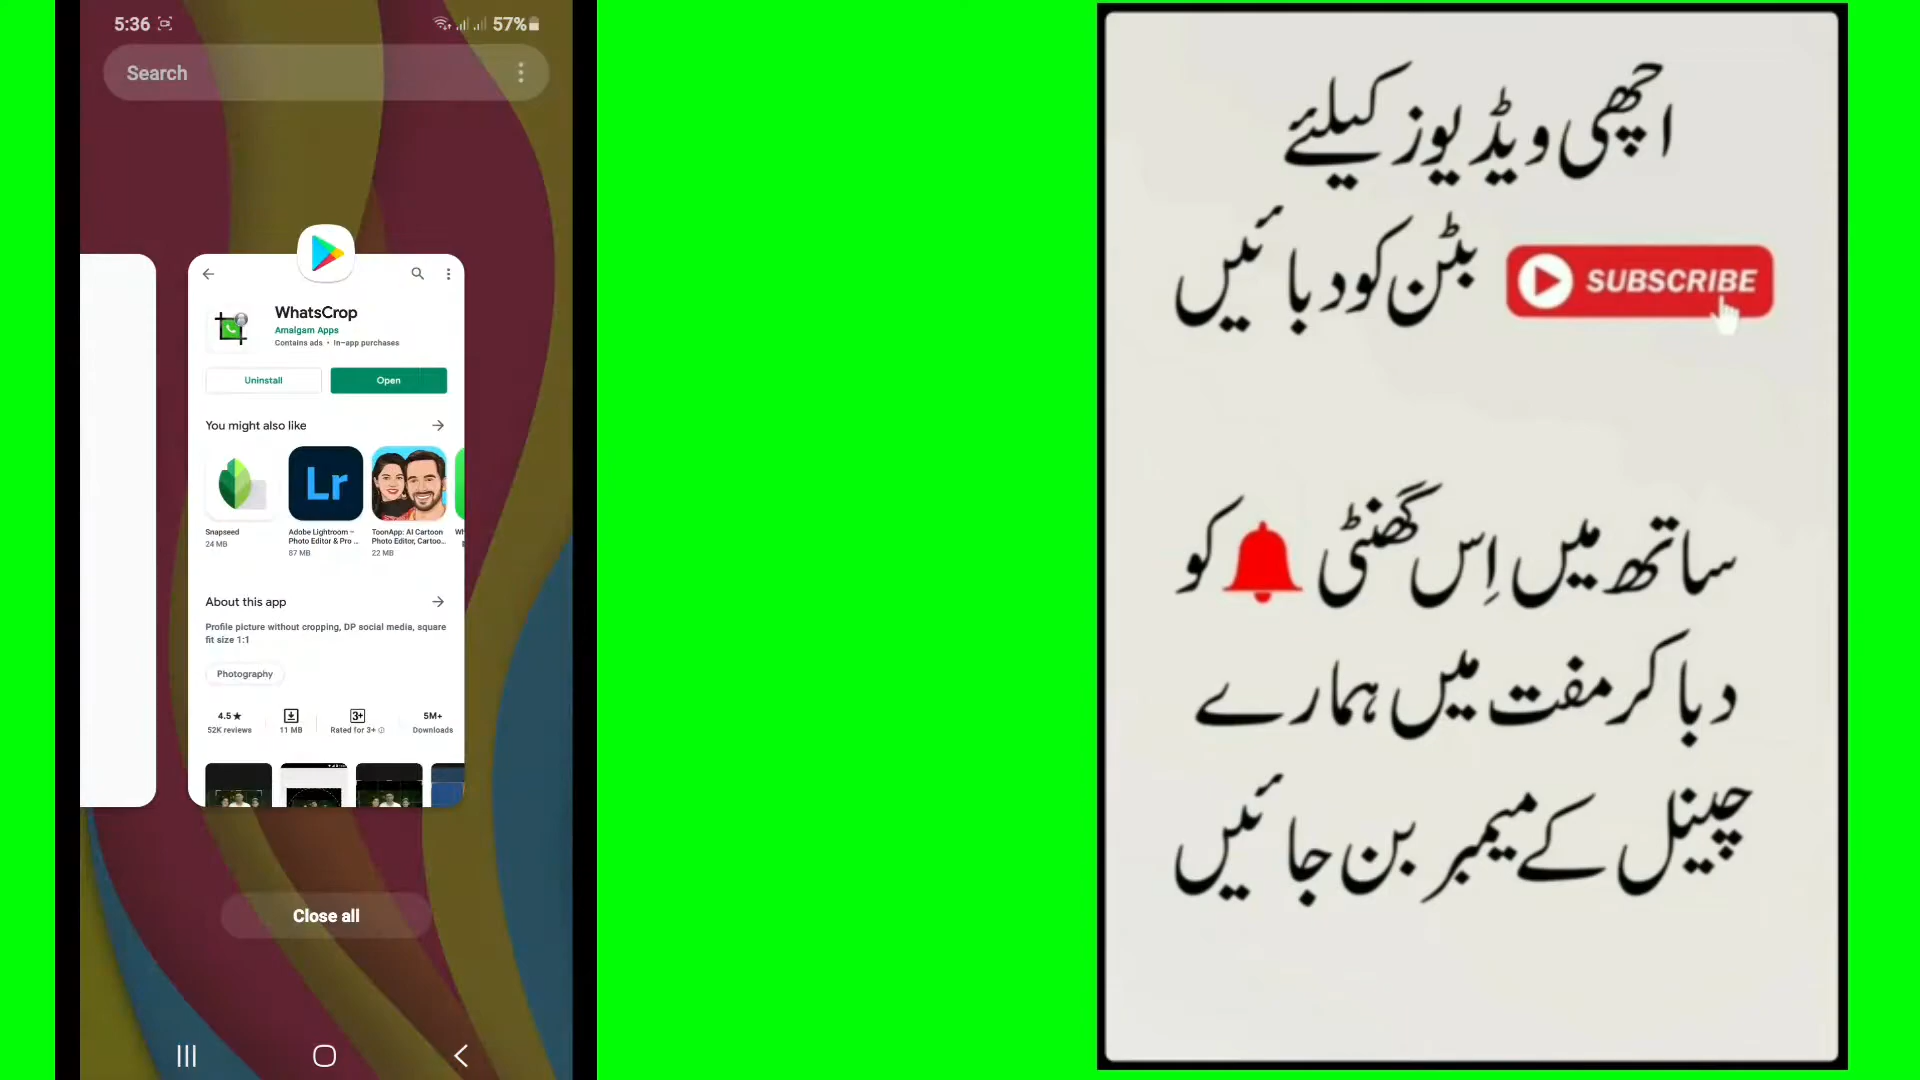 5:36
57%
Search
WhatsCrop
Amalgam Apps
Contains ads • In-app purchases
Uninstall
Open
You might also like
Lr
Snapseed
24 MB
Adobe Lightroom –
Photo Editor & Pro ...
87 MB
ToonApp: AI Cartoon
Photo Editor, Cartoo...
22 MB
About this app
Profile picture without cropping, DP social media, square
fit size 1:1
Photography
4.5★
52K reviews
11 MB
3+
Rated for 3+
5M+
Downloads
Close all
اچھی ویڈیوز کیلئے
SUBSCRIBE بٹن کو دبائیں
ساتھ میں اِس گھنٹی کو
دبا کر مفت میں ہمارے
چینل کے میمبر بن جائیں